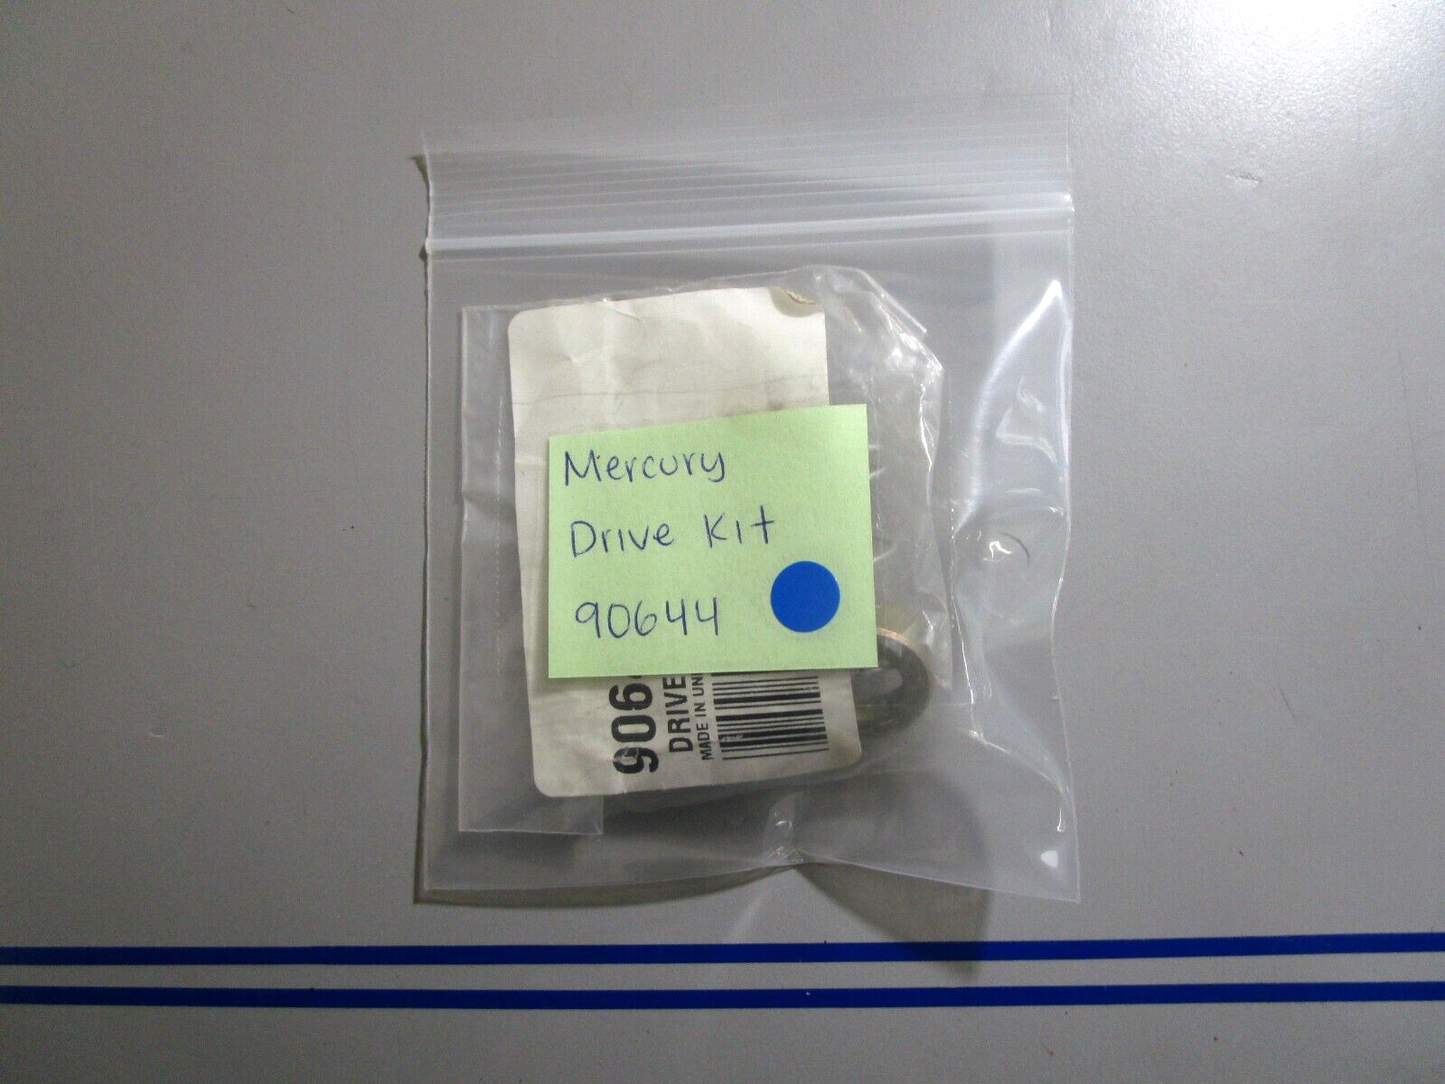 Mercury
Drive Kit
90644
906
DRIVE
MADE IN UN